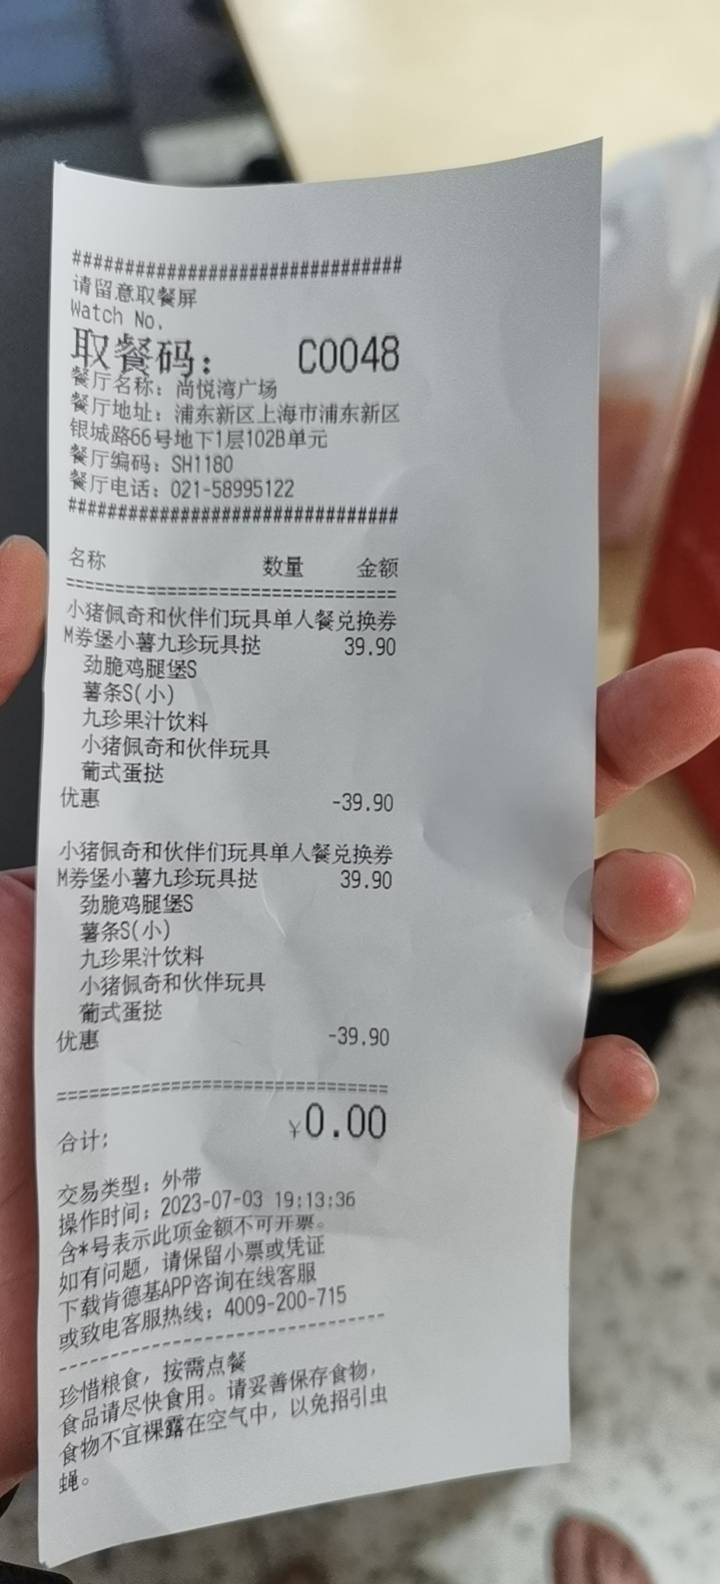 ###############################
请留意取餐屏
Watch No.
取餐码: C0048
餐厅名称: 尚悦湾广场
餐厅地址: 浦东新区上海市浦东新区
银城路66号地下1层102B单元
餐厅编码: SH1180
餐厅电话: 021-58995122
###############################
名称 数量 金额
===============================
小猪佩奇和伙伴们玩具单人餐兑换券
M券堡小薯九珍玩具挞 39.90
劲脆鸡腿堡S
薯条S(小)
九珍果汁饮料
小猪佩奇和伙伴玩具
葡式蛋挞
优惠 -39.90
小猪佩奇和伙伴们玩具单人餐兑换券
M券堡小薯九珍玩具挞 39.90
劲脆鸡腿堡S
薯条S(小)
九珍果汁饮料
小猪佩奇和伙伴玩具
葡式蛋挞
优惠 -39.90
===============================
合计: ¥0.00
交易类型: 外带
操作时间: 2023-07-03 19:13:36
含*号表示此项金额不可开票。
如有问题, 请保留小票或凭证
下载肯德基APP咨询在线客服
或致电客服热线: 4009-200-715
-------------------------------
珍惜粮食, 按需点餐
食品请尽快食用。请妥善保存食物,
食物不宜裸露在空气中, 以免招引虫
蝇。